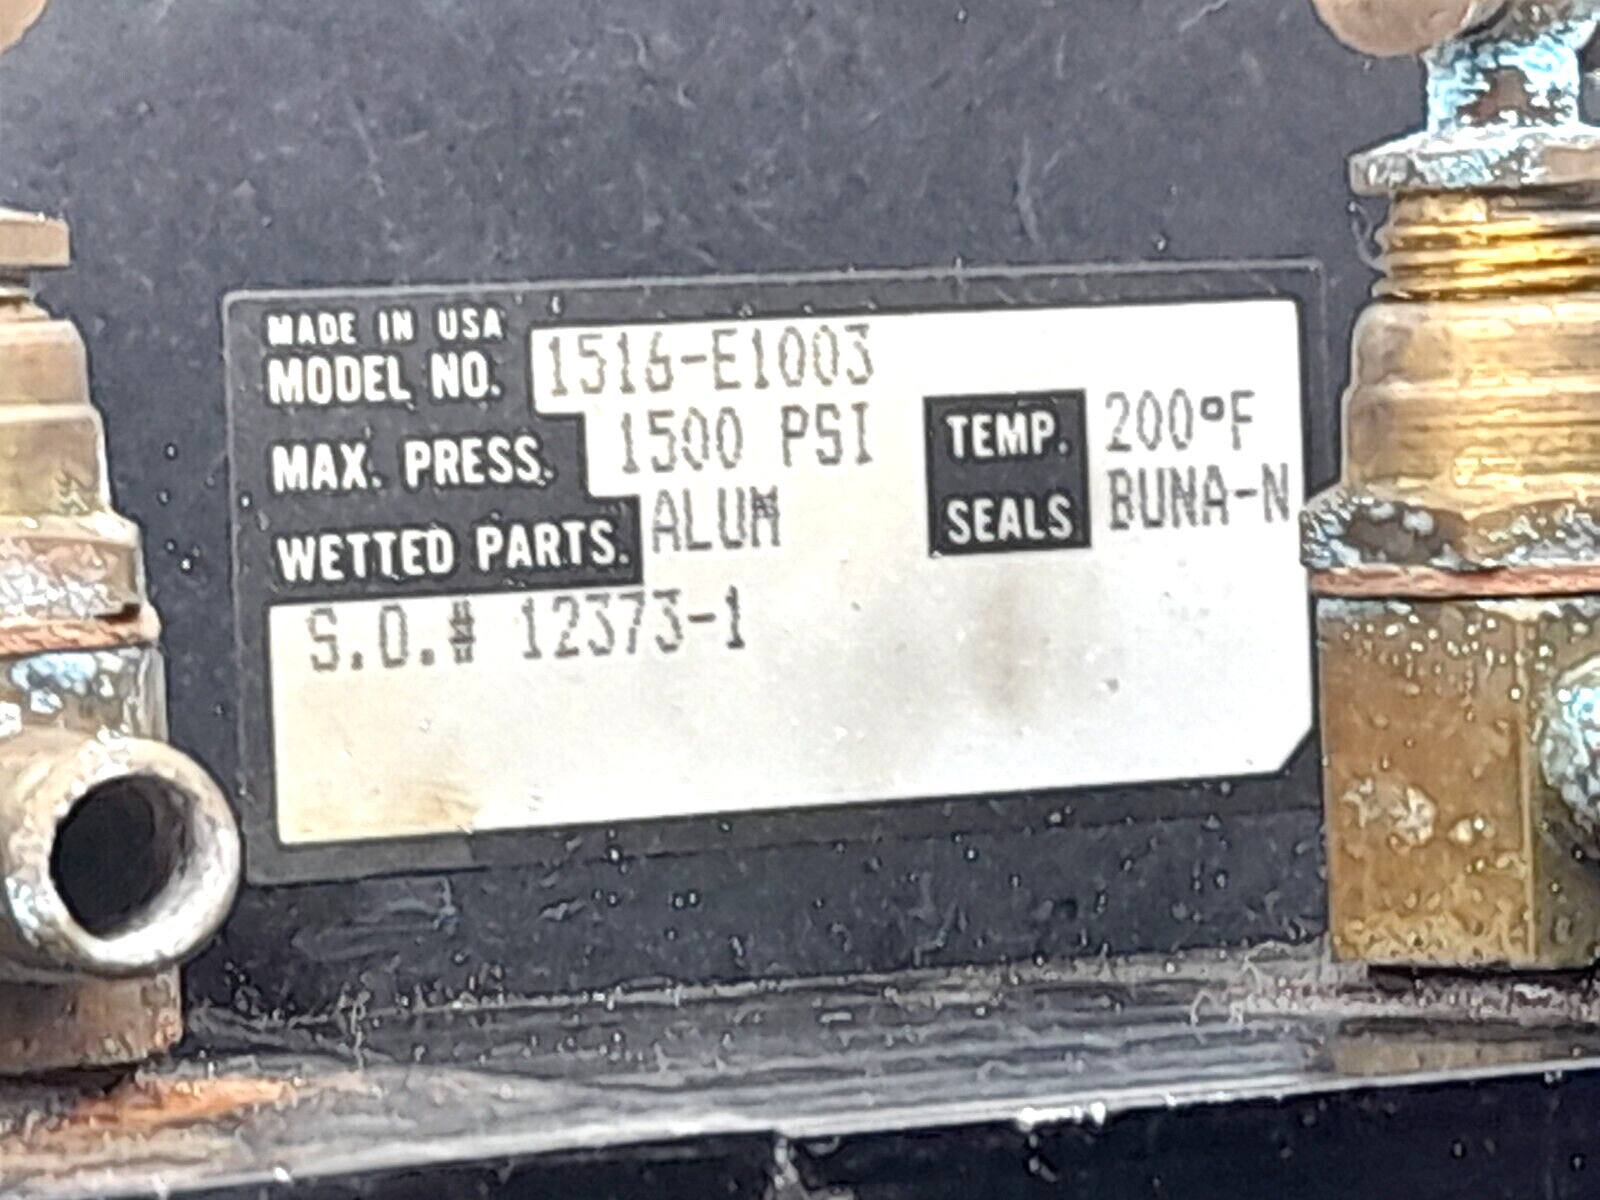 MADE IN USA
MODEL NO. 1516-E1003
MAX. PRESS. 1500 PSI TEMP. 200°F
WETTED PARTS. ALUM SEALS BUNA-N
S.O.# 12373-1